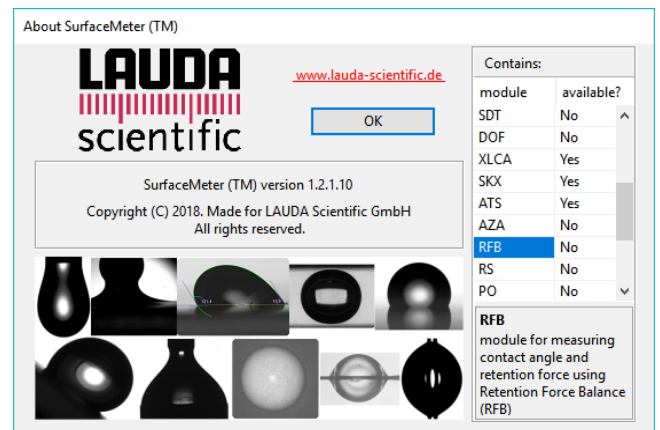 About SurfaceMeter (TM)
LAUDA
scientific
www.lauda-scientific.de
OK
SurfaceMeter (TM) version 1.2.1.10
Copyright (C) 2018. Made for LAUDA Scientific GmbH
All rights reserved.
Contains:
module available?
SDT No
DOF No
XLCA Yes
SKX Yes
ATS Yes
AZA No
RFB No
RS No
PO No
RFB
module for measuring
contact angle and
retention force using
Retention Force Balance
(RFB)